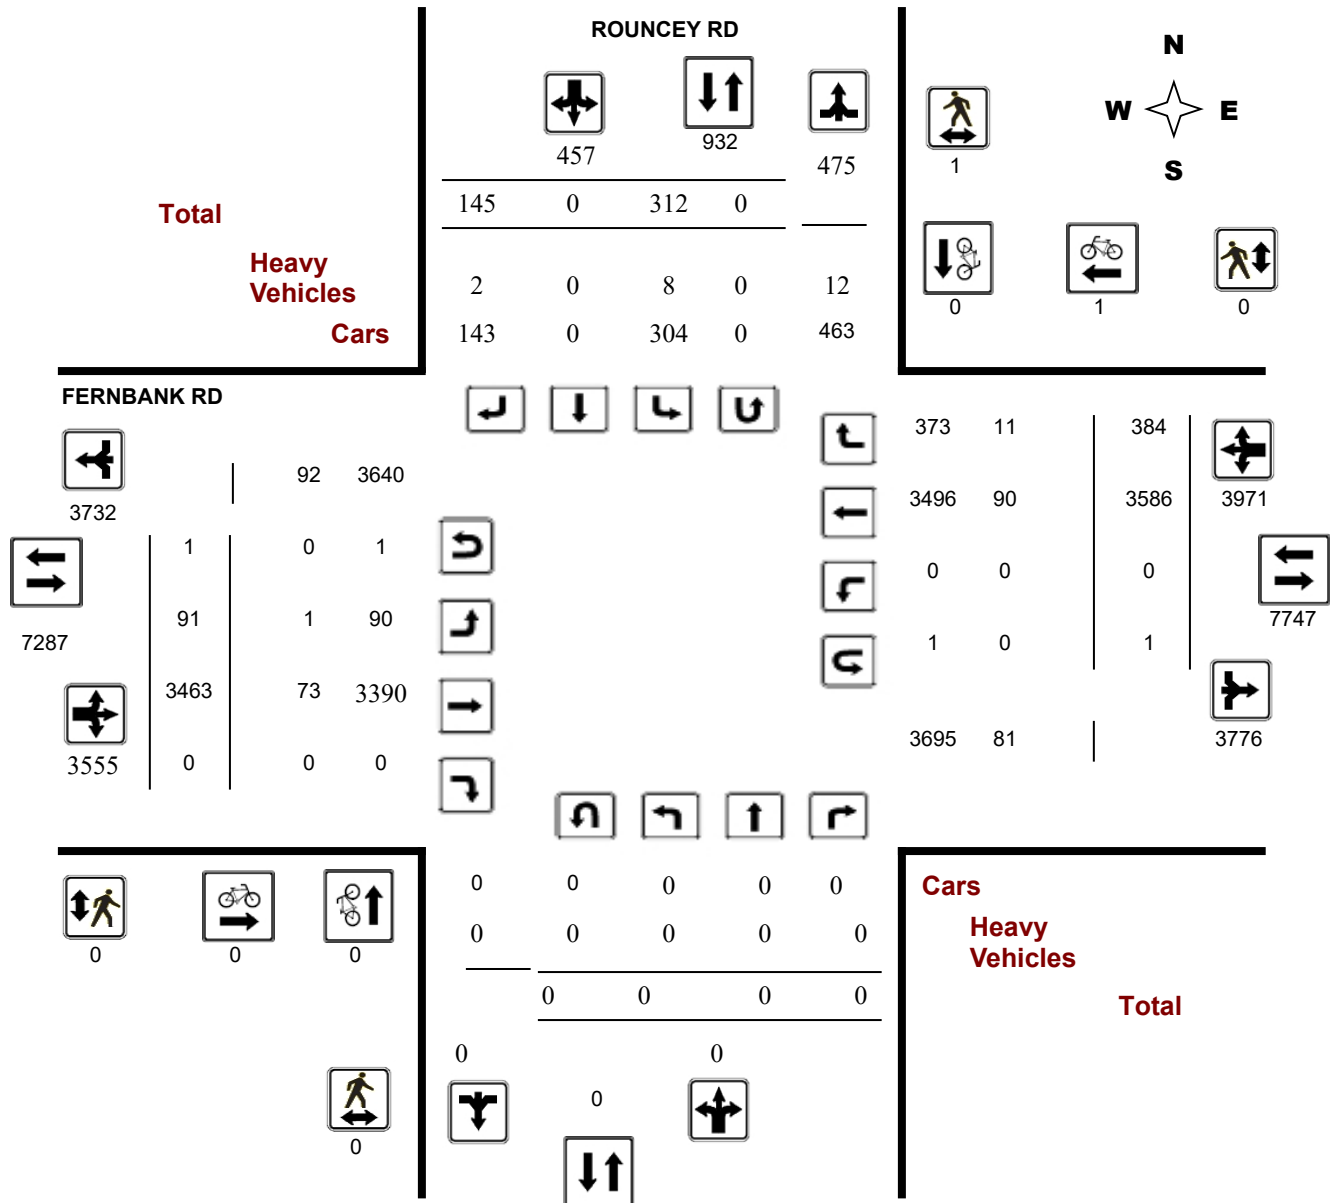 ROUNCEY RD
N
W E
S
457
932
475
1
Total
145 0 312 0
Heavy
Vehicles
2 0 8 0 12
Cars
143 0 304 0 463
0 1 0
FERNBANK RD
373 11 384
92 3640
3732
3496 90 3586 3971
1 0 1
0 0 0
7287
91 1 90
7747
1 0 1
3463 73 3390
3695 81 3776
3555 0 0 0
0 0 0 0 0
Cars
0 0 0 0 0
Heavy
Vehicles
0 0 0
0 0 0 0
Total
0 0
0
0